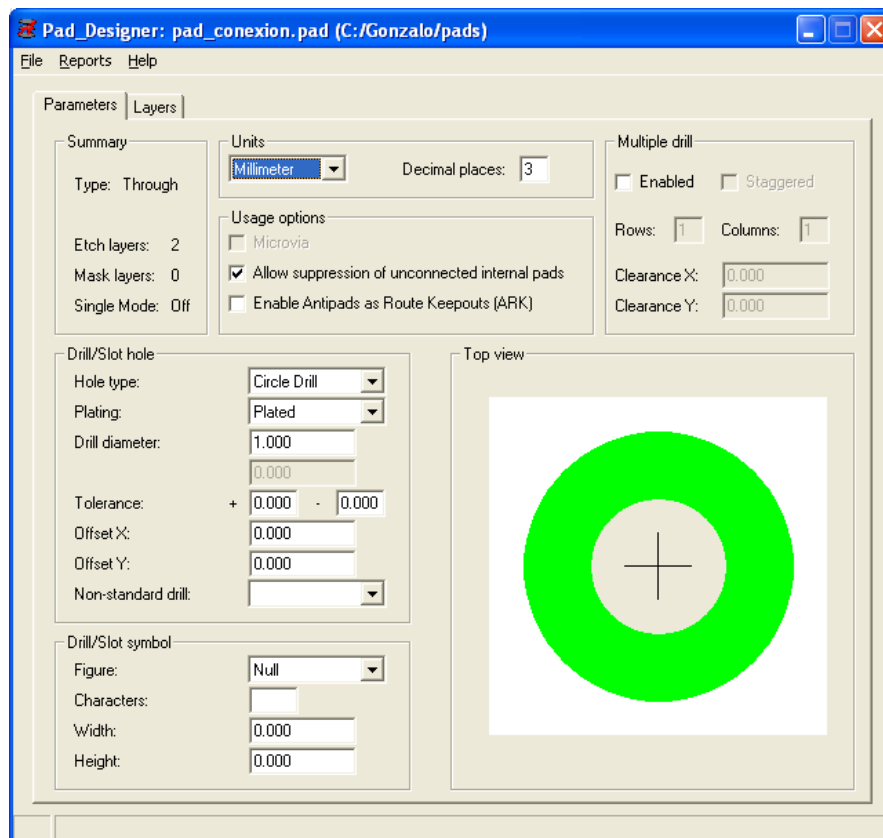 Pad_Designer: pad_conexion.pad (C:/Gonzalo/pads)
File Reports Help
Parameters Layers
Summary
Type: Through
Etch layers: 2
Mask layers: 0
Single Mode: Off
Units
Millimeter Decimal places: 3
Usage options
Microvia
Allow suppression of unconnected internal pads
Enable Antipads as Route Keepouts (ARK)
Multiple drill
Enabled Staggered
Rows: 1 Columns: 1
Clearance X: 0.000
Clearance Y: 0.000
Drill/Slot hole
Hole type: Circle Drill
Plating: Plated
Drill diameter: 1.000
0.000
Tolerance: + 0.000 - 0.000
Offset X: 0.000
Offset Y: 0.000
Non-standard drill:
Drill/Slot symbol
Figure: Null
Characters:
Width: 0.000
Height: 0.000
Top view